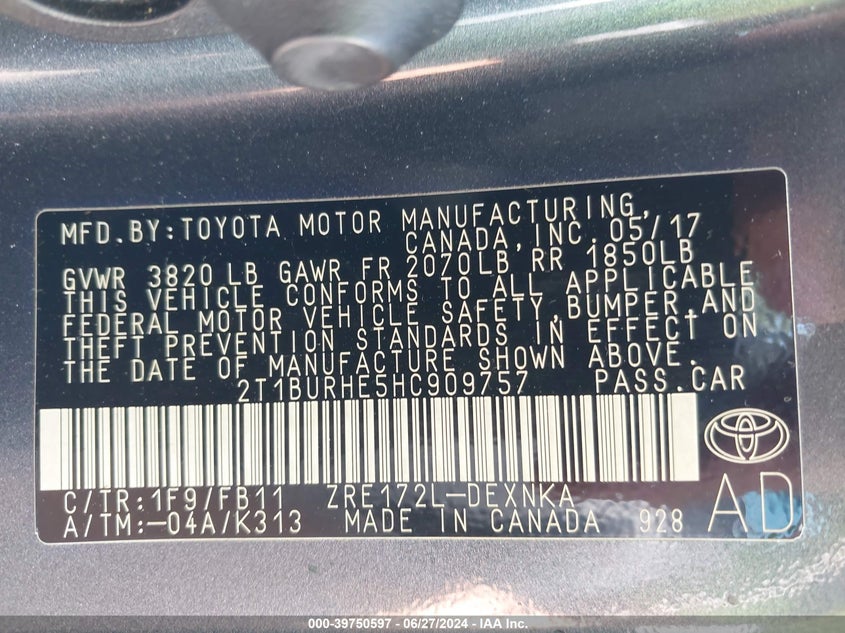 MFD.BY:TOYOTA MOTOR MANUFACTURING,
CANADA,INC. 05/17
GVWR 3820 LB GAWR FR 2070LB RR 1850LB
THIS VEHICLE CONFORMS TO ALL APPLICABLE
FEDERAL MOTOR VEHICLE SAFETY,BUMPER,AND
THEFT PREVENTION STANDARDS IN EFFECT ON
THE DATE OF MANUFACTURE SHOWN ABOVE.
2T1BURHE5HC909757 PASS.CAR
C/TR:1F9/FB11 ZRE172L-DEXNKA
A/TM:-04A/K313 MADE IN CANADA 928
AD
000-39750597 - 06/27/2024 - IAA Inc.